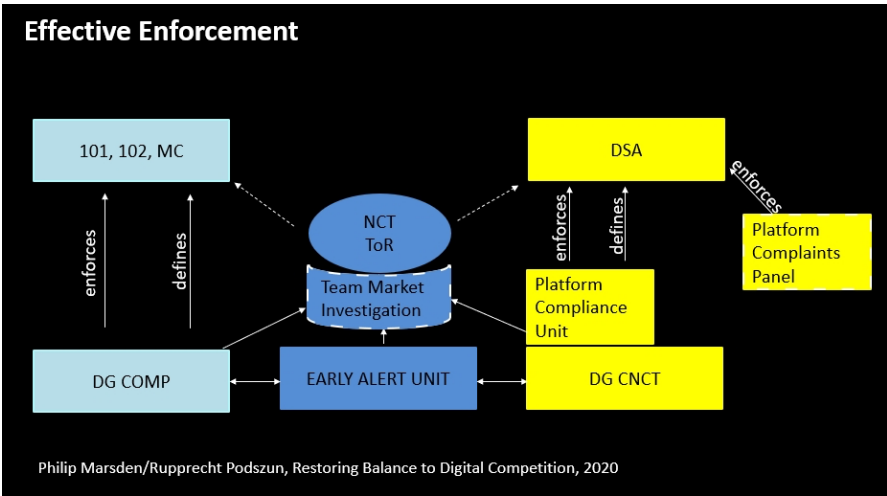 Effective Enforcement
101, 102, MC
DSA
enforces
defines
NCT
ToR
enforces
defines
enforces
Platform
Complaints
Panel
Team Market
Investigation
Platform
Compliance
Unit
DG COMP
EARLY ALERT UNIT
DG CNCT
Philip Marsden/Rupprecht Podszun, Restoring Balance to Digital Competition, 2020